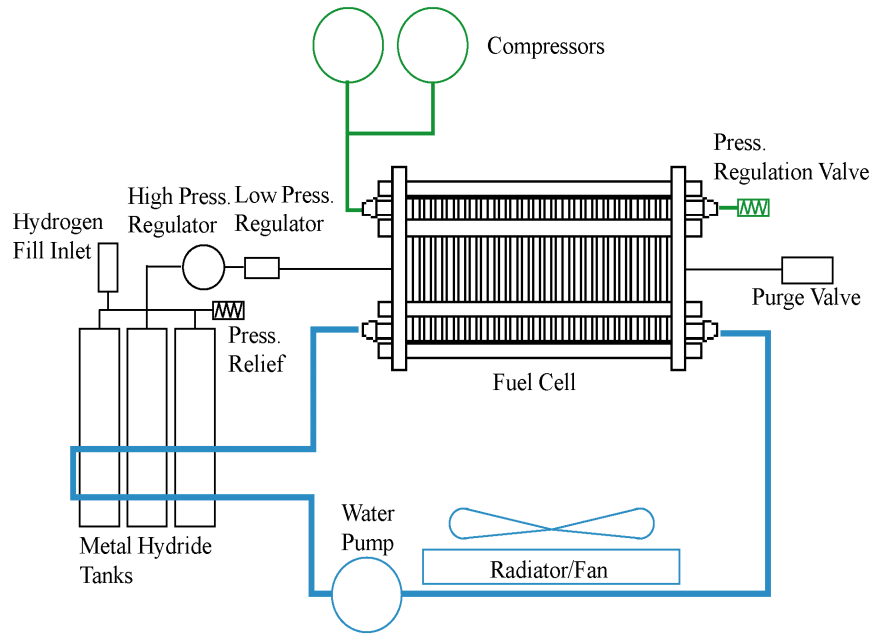 Compressors
Press.
Regulation Valve
High Press.
Regulator
Low Press.
Regulator
Hydrogen
Fill Inlet
Purge Valve
Press.
Relief
Fuel Cell
Water
Pump
Metal Hydride
Tanks
Radiator/Fan